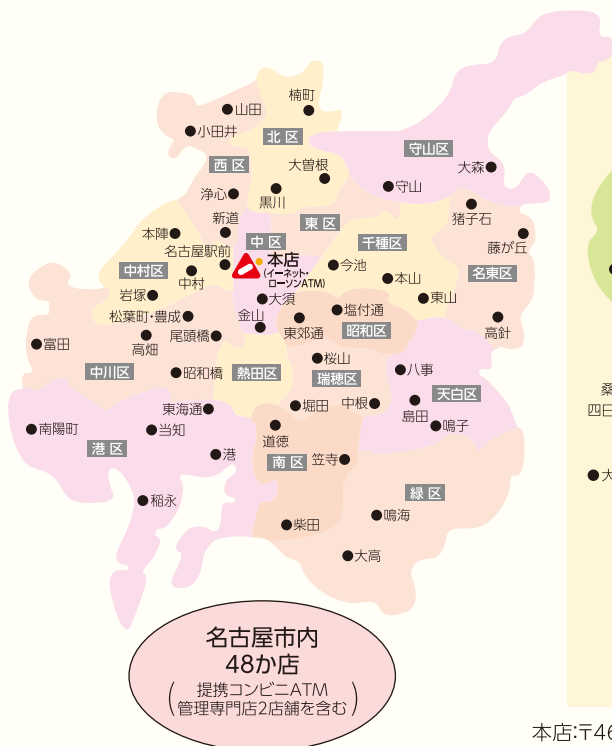 楠町
山田
北区
小田井
守山区
大曽根
西区
大森
守山
浄心
黒川
猪子石
新道
東区
本陣
中区
千種区
藤が丘
名古屋駅前
本店
(イーネット・
ローソンATM)
今池
名東区
中村区
中村
本山
岩塚
大須
東山
松葉町・豊成
塩付通
金山
東郊通
昭和区
高針
尾頭橋
富田
高畑
桜山
中川区
昭和橋
熱田区
瑞穂区
八事
天白区
桑
東海通
堀田
中根
島田
四日
南陽町
当知
鳴子
港区
道徳
港
南区
笠寺
大
緑区
稲永
鳴海
柴田
大高
名古屋市内
48か店
(提携コンビニATM
管理専門店2店舗を含む)
本店:〒46